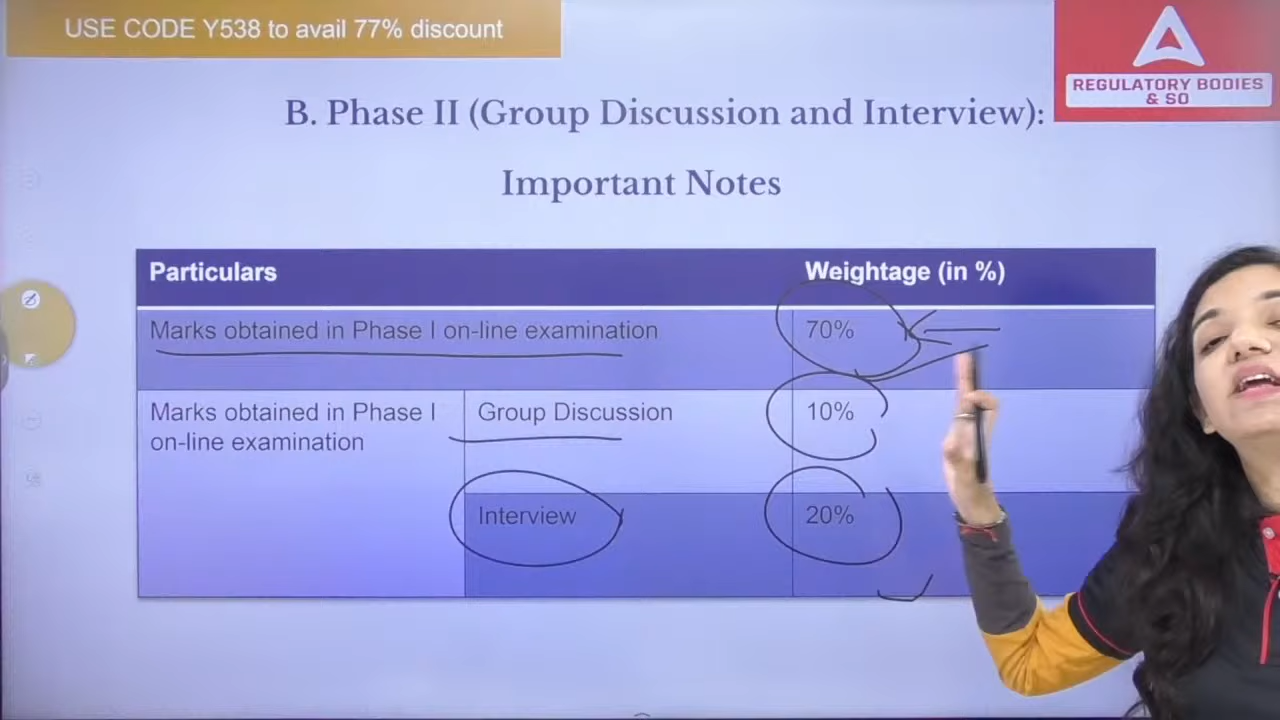 USE CODE Y538 to avail 77% discount
REGULATORY BODIES
& SO
B. Phase II (Group Discussion and Interview):
Important Notes
Particulars
Weightage (in %)
Marks obtained in Phase I on-line examination
70%
Marks obtained in Phase I
on-line examination
Group Discussion
10%
Interview
20%